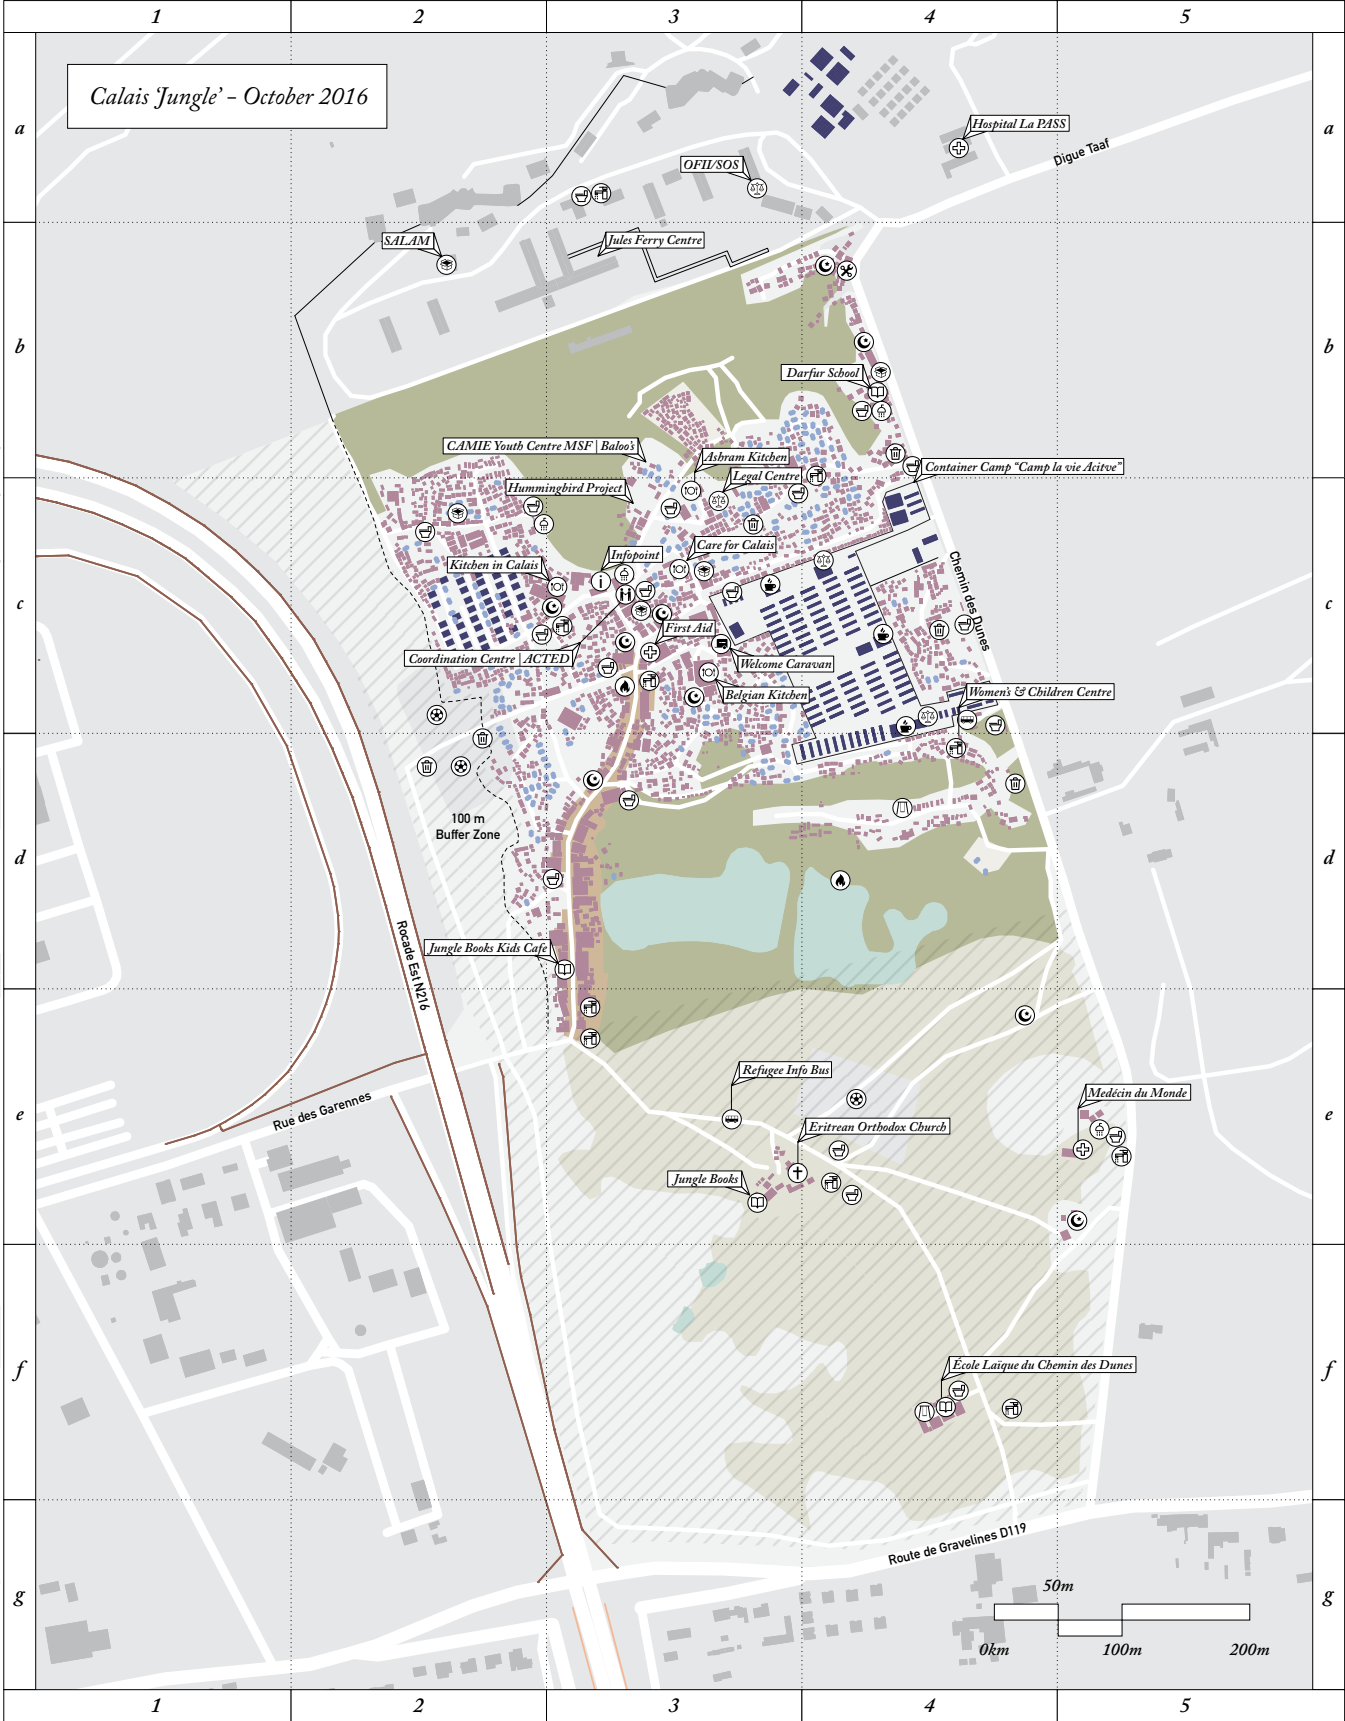 1 2 3 4 5
Calais ‘Jungle’ - October 2016
a a
Hospital La PASS
Digue Taaf
OFII/SOS
SALAM
Jules Ferry Centre
b b
Darfur School
CAMIE Youth Centre MSF | Baloo's
Ashram Kitchen
Container Camp "Camp la vie Acitve"
Legal Centre
Hummingbird Project
Care for Calais
Infopoint
Kitchen in Calais
Chemin des Dunes
c c
First Aid
Coordination Centre | ACTED
Welcome Caravan
Belgian Kitchen
Women's & Children Centre
100 m
Buffer Zone
d d
Jungle Books Kids Cafe
Rocade Est N216
Refugee Info Bus
Medécin du Monde
Rue des Garennes
e e
Eritrean Orthodox Church
Jungle Books
École Laïque du Chemin des Dunes
f f
Route de Gravelines D119
50m
g g
0km 100m 200m
1 2 3 4 5